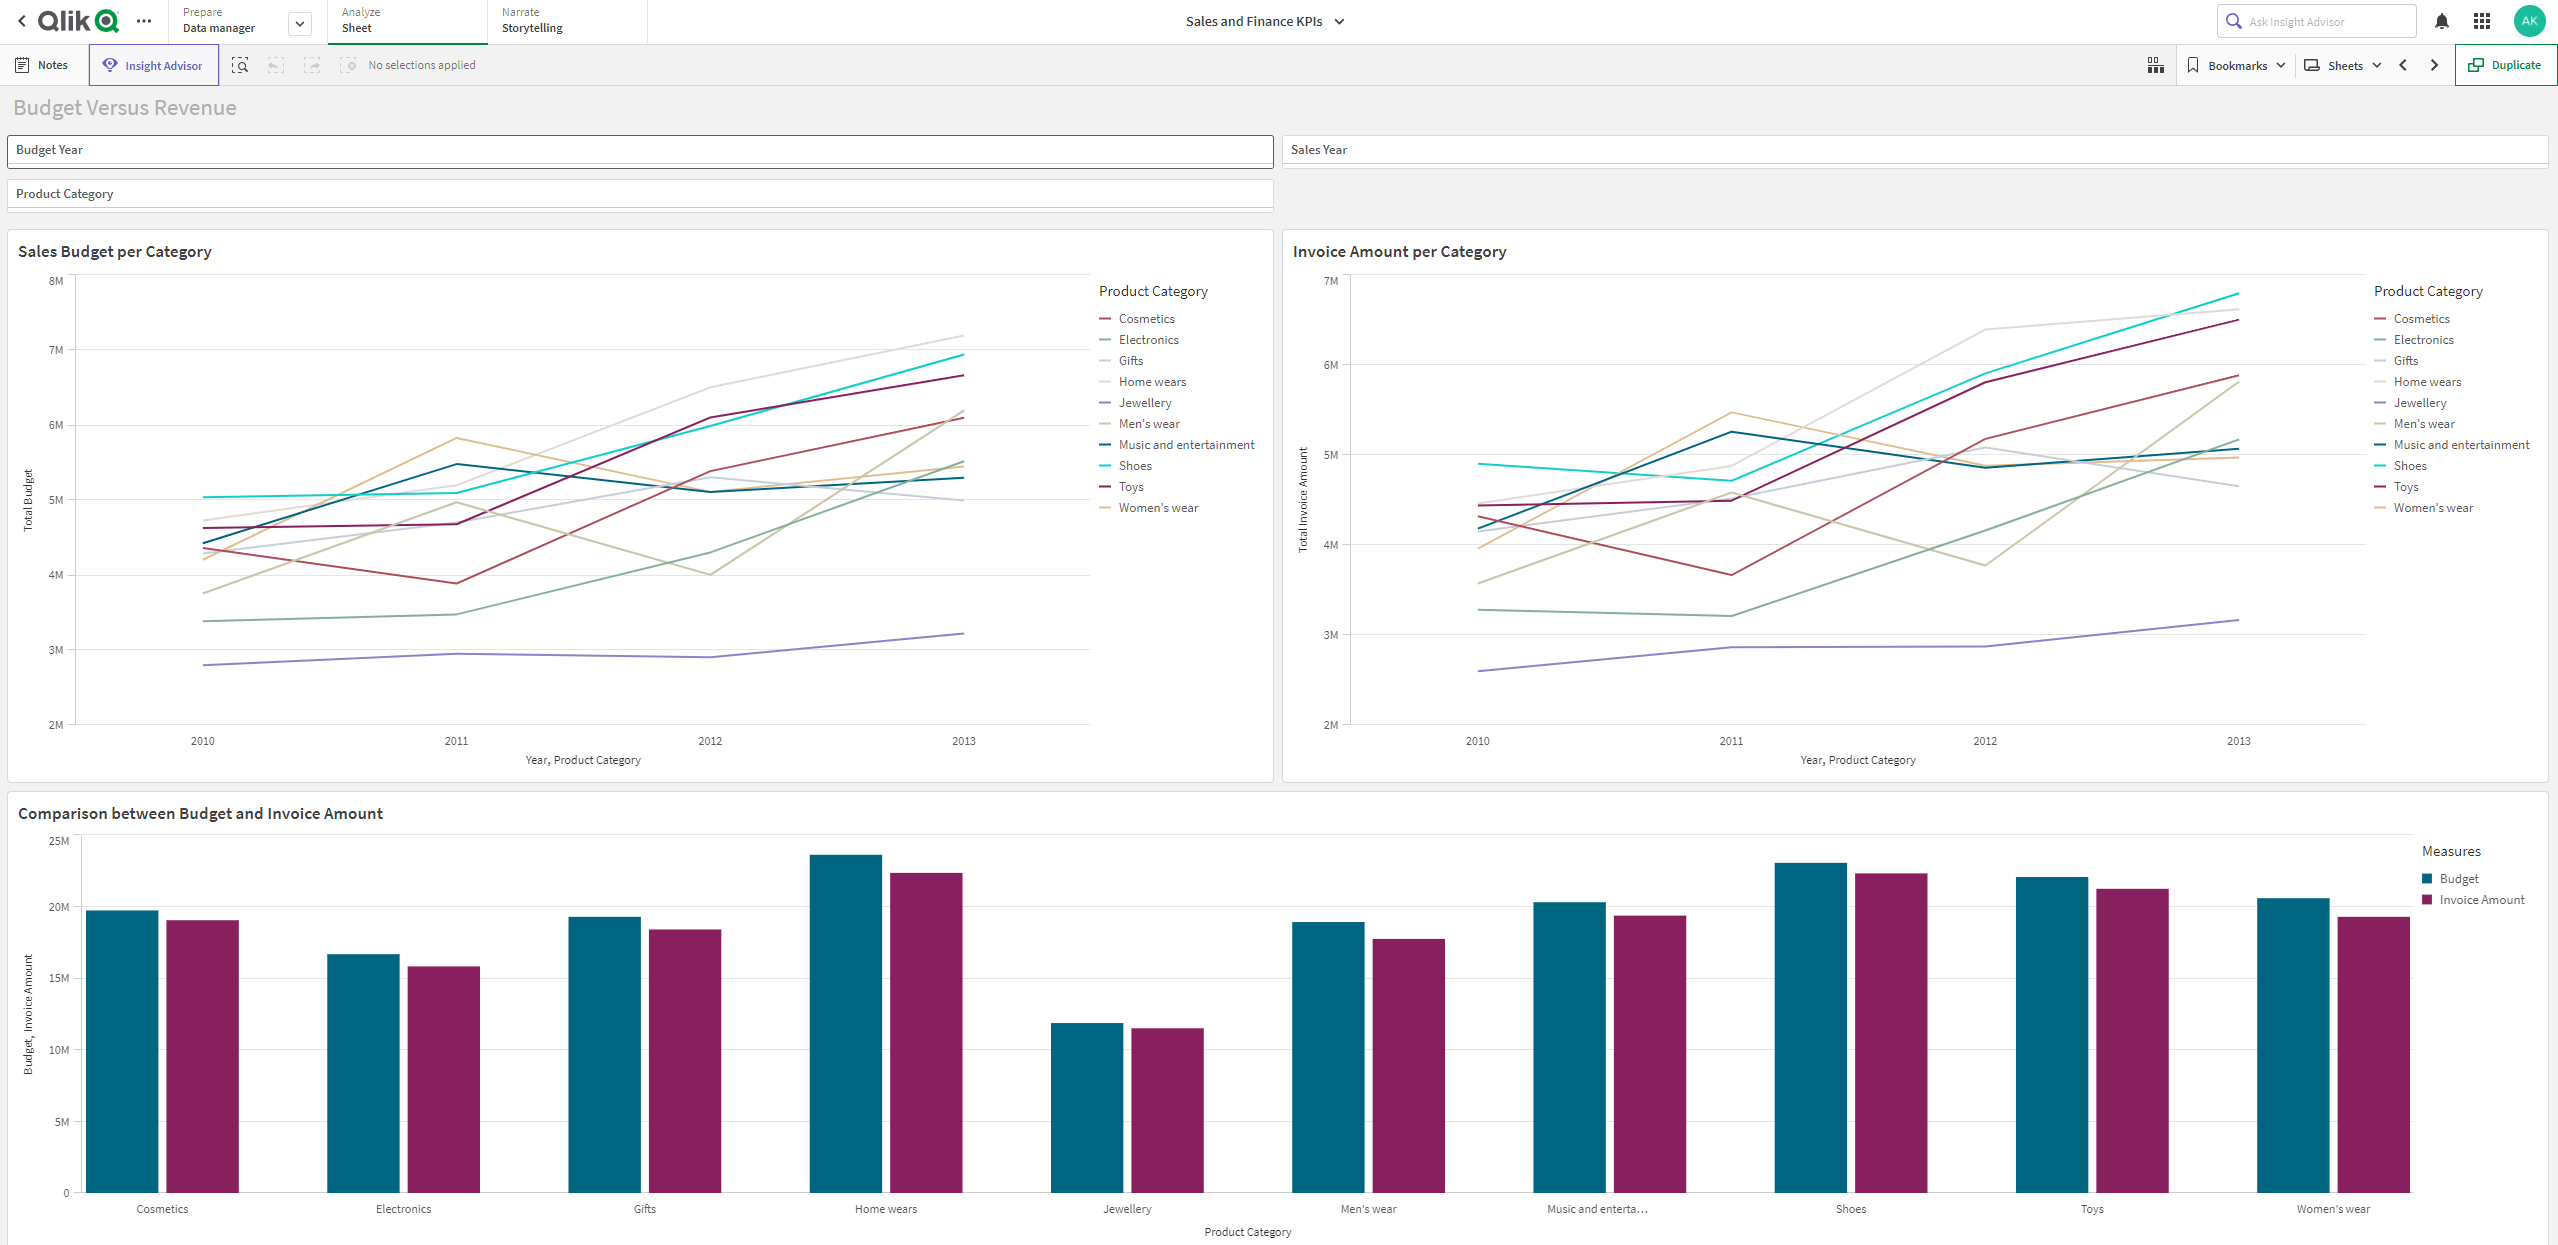 Qlik
Prepare
Data manager
Analyze
Sheet
Narrate
Storytelling
Sales and Finance KPIs
Ask Insight Advisor
AK
Notes
Insight Advisor
No selections applied
Bookmarks
Sheets
Duplicate
Budget Versus Revenue
Budget Year
Sales Year
Product Category
Sales Budget per Category
8M
7M
6M
5M
4M
3M
2M
Total Budget
2010
2011
2012
2013
Year, Product Category
Product Category
Cosmetics
Electronics
Gifts
Home wears
Jewellery
Men's wear
Music and entertainment
Shoes
Toys
Women's wear
Invoice Amount per Category
7M
6M
5M
4M
3M
2M
Total Invoice Amount
2010
2011
2012
2013
Year, Product Category
Product Category
Cosmetics
Electronics
Gifts
Home wears
Jewellery
Men's wear
Music and entertainment
Shoes
Toys
Women's wear
Comparison between Budget and Invoice Amount
25M
20M
15M
10M
5M
0
Budget, Invoice Amount
Cosmetics
Electronics
Gifts
Home wears
Jewellery
Men's wear
Music and enterta...
Shoes
Toys
Women's wear
Product Category
Measures
Budget
Invoice Amount